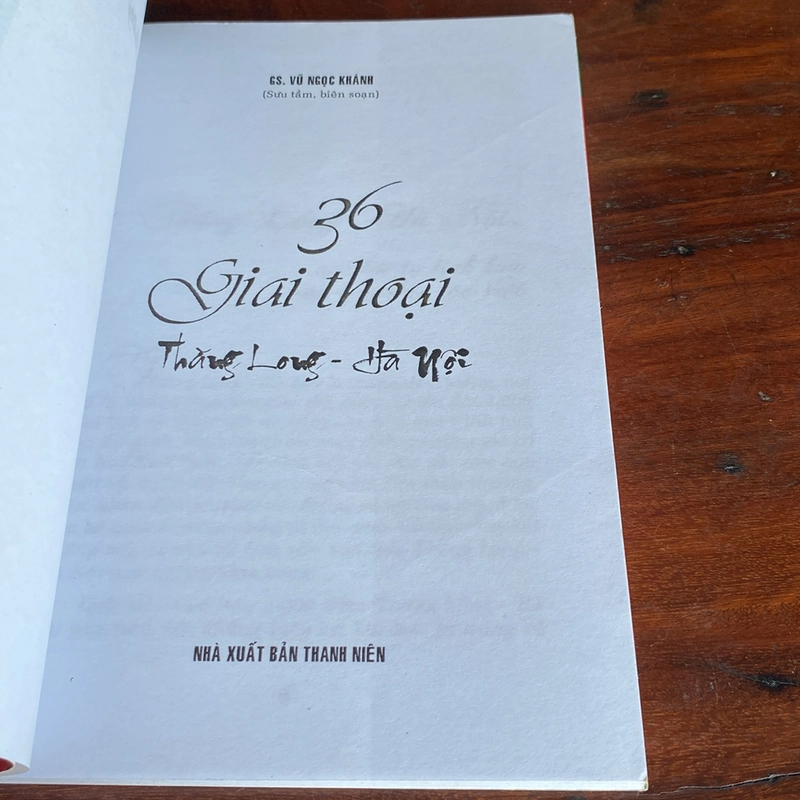 GS. VŨ NGỌC KHÁNH
(Sưu tầm, biên soạn)
36
Giai thoại
Thăng Long - Hà Nội
NHÀ XUẤT BẢN THANH NIÊN